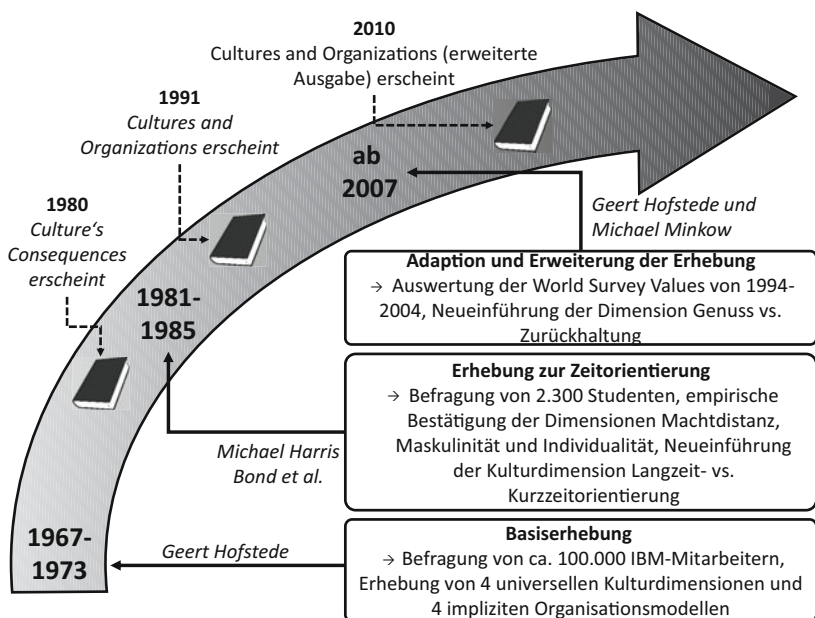 2010
Cultures and Organizations (erweiterte
Ausgabe) erscheint
1991
Cultures and
Organizations erscheint
1980
Culture‘s
Consequences
erscheint
ab
2007
Geert Hofstede und
Michael Minkow
Adaption und Erweiterung der Erhebung
→ Auswertung der World Survey Values von 1994-
2004, Neueinführung der Dimension Genuss vs.
Zurückhaltung
1981-
1985
Erhebung zur Zeitorientierung
→ Befragung von 2.300 Studenten, empirische
Bestätigung der Dimensionen Machtdistanz,
Maskulinität und Individualität, Neueinführung
der Kulturdimension Langzeit- vs.
Kurzzeitorientierung
Michael Harris
Bond et al.
1967-
1973
Geert Hofstede
Basiserhebung
→ Befragung von ca. 100.000 IBM-Mitarbeitern,
Erhebung von 4 universellen Kulturdimensionen und
4 impliziten Organisationsmodellen